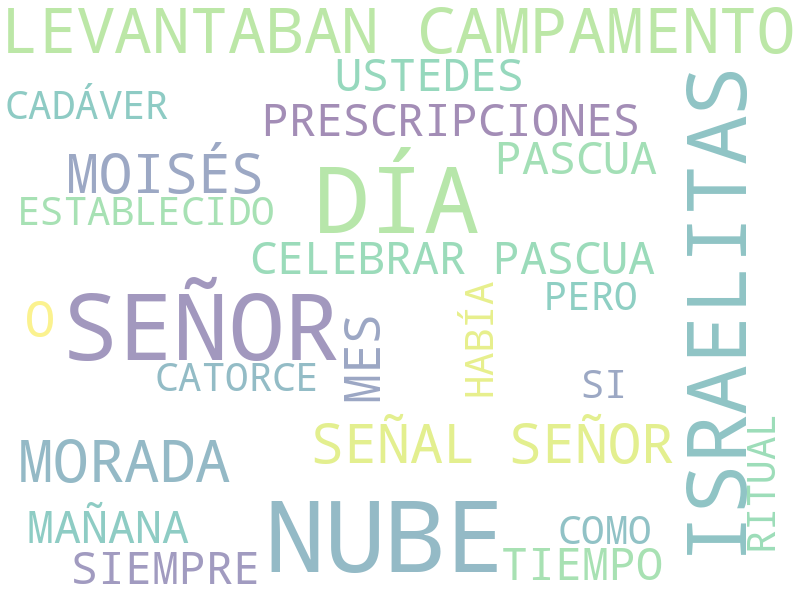 LEVANTABAN CAMPAMENTO
USTEDES
CADÁVER
PRESCRIPCIONES
PASCUA
MOISÉS
DÍA
ESTABLECIDO
CELEBRAR PASCUA
ISRAELITAS
SEÑOR
O
PERO
HABÍA
MES
CATORCE
SI
SEÑAL SEÑOR
MORADA
RITUAL
NUBE
MAÑANA
COMO
SIEMPRE
TIEMPO